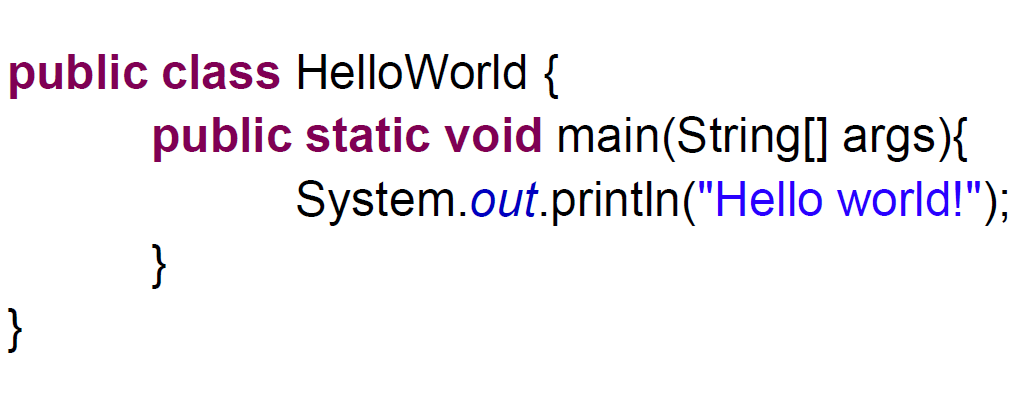 public class HelloWorld {
public static void main(String[] args){
System.out.println("Hello world!");
}
}